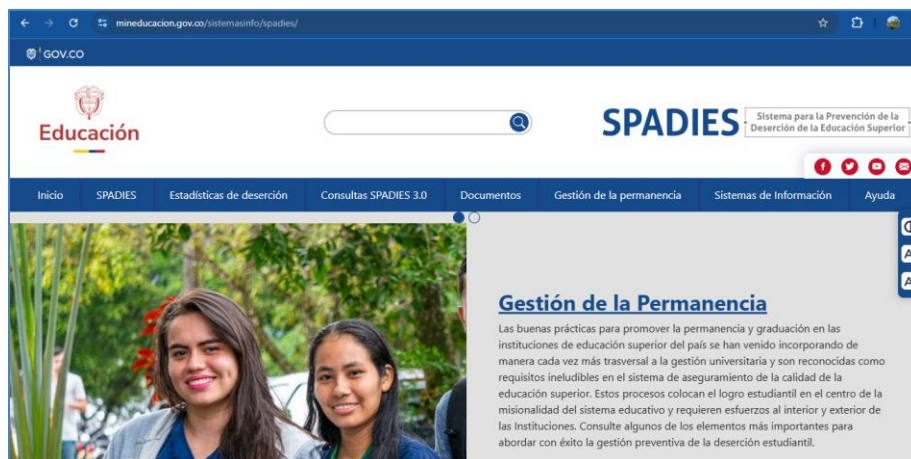 mineducacion.gov.co/sistemasinfo/spadies/
GOV.CO
Educación
SPADIES
Sistema para la Prevención de la
Deserción de la Educación Superior
Inicio SPADIES Estadísticas de deserción Consultas SPADIES 3.0 Documentos Gestión de la permanencia Sistemas de Información Ayuda
Gestión de la Permanencia
Las buenas prácticas para promover la permanencia y graduación en las
instituciones de educación superior del país se han venido incorporando de
manera cada vez más trasversal a la gestión universitaria y son reconocidas como
requisitos ineludibles en el sistema de aseguramiento de la calidad de la
educación superior. Estos procesos colocan el logro estudiantil en el centro de la
misionalidad del sistema educativo y requieren esfuerzos al interior y exterior de
las Instituciones. Consulte algunos de los elementos más importantes para
abordar con éxito la gestión preventiva de la deserción estudiantil.